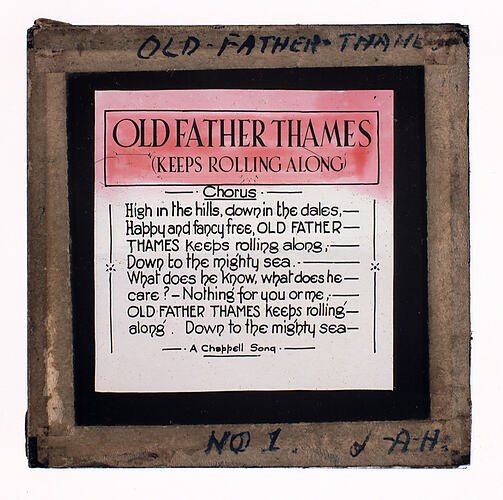 OLD-FATHER-THAME.
OLD FATHER THAMES
(KEEPS ROLLING ALONG)
Chorus
High in the hills, down in the dales,—
Happy and fancy free, OLD FATHER—
THAMES keeps rolling along,—
Down to the mighty sea.—
What does he know, what does he—
care? – Nothing for you or me,—
OLD FATHER THAMES keeps rolling—
along. Down to the mighty sea—
A Chappell Song
NO 1. A-H.